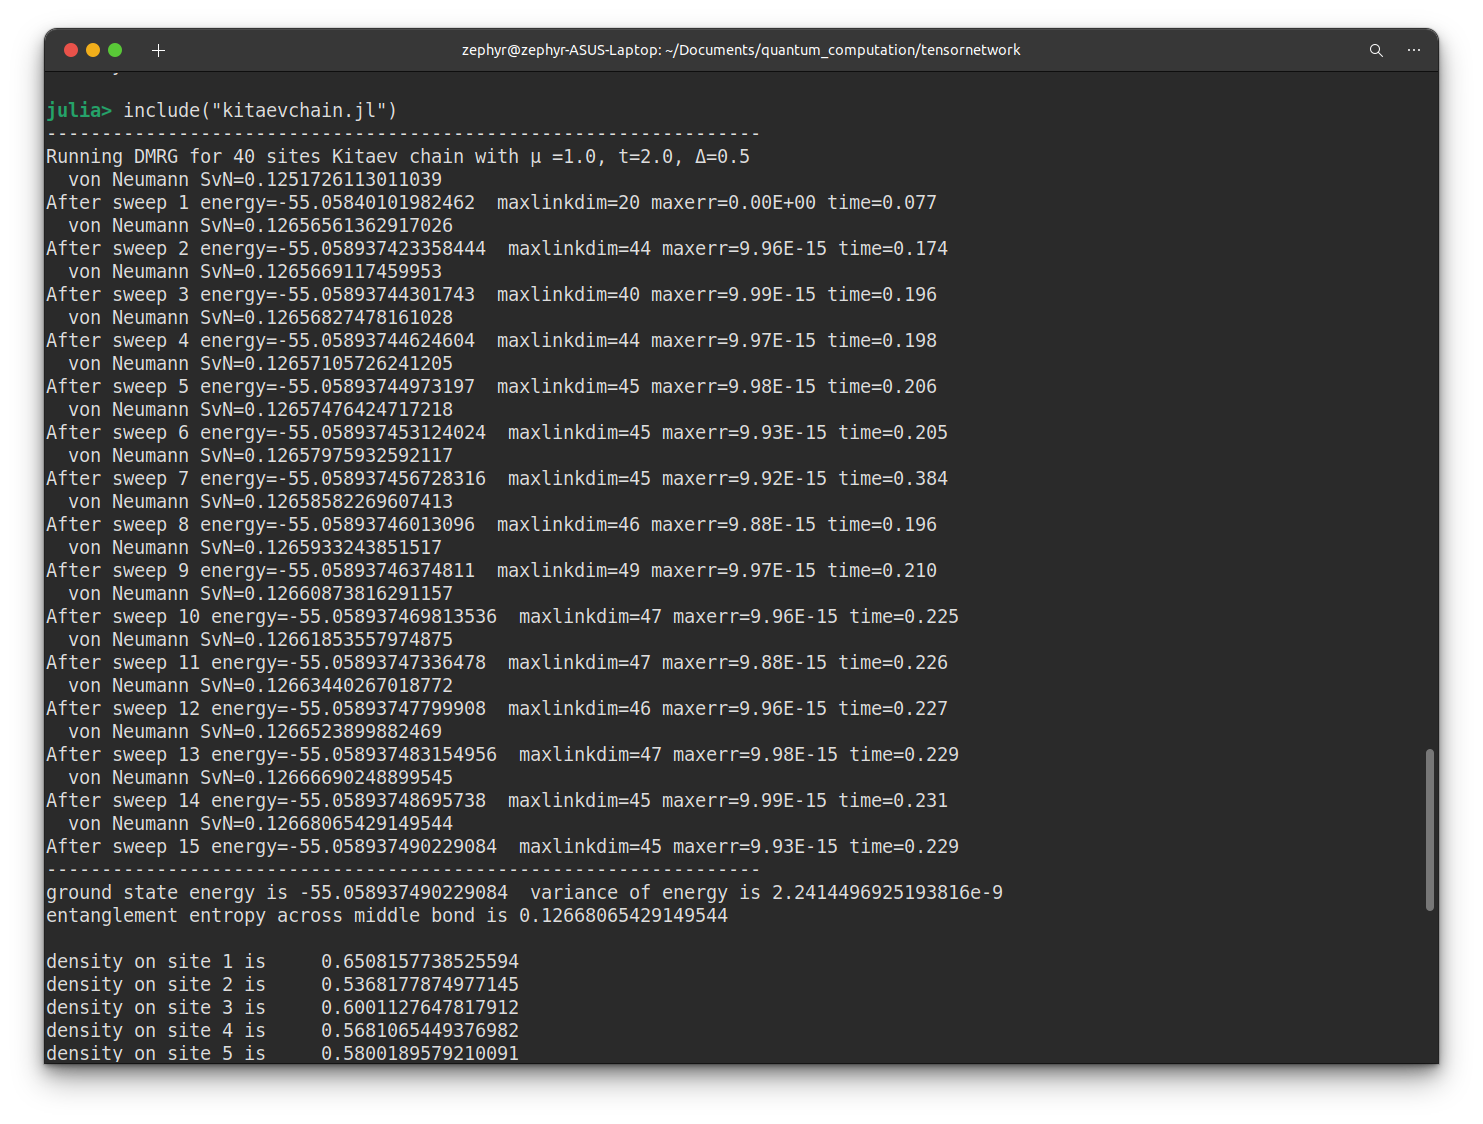 zephyr@zephyr-ASUS-Laptop: ~/Documents/quantum_computation/tensornetwork
julia> include("kitaevchain.jl")
-----------------------------------------------------------------
Running DMRG for 40 sites Kitaev chain with μ =1.0, t=2.0, Δ=0.5
  von Neumann SvN=0.1251726113011039
After sweep 1 energy=-55.05840101982462  maxlinkdim=20 maxerr=0.00E+00 time=0.077
  von Neumann SvN=0.12656561362917026
After sweep 2 energy=-55.058937423358444  maxlinkdim=44 maxerr=9.96E-15 time=0.174
  von Neumann SvN=0.1265669117459953
After sweep 3 energy=-55.05893744301743  maxlinkdim=40 maxerr=9.99E-15 time=0.196
  von Neumann SvN=0.12656827478161028
After sweep 4 energy=-55.05893744624604  maxlinkdim=44 maxerr=9.97E-15 time=0.198
  von Neumann SvN=0.12657105726241205
After sweep 5 energy=-55.05893744973197  maxlinkdim=45 maxerr=9.98E-15 time=0.206
  von Neumann SvN=0.12657476424717218
After sweep 6 energy=-55.058937453124024  maxlinkdim=45 maxerr=9.93E-15 time=0.205
  von Neumann SvN=0.12657975932592117
After sweep 7 energy=-55.058937456728316  maxlinkdim=45 maxerr=9.92E-15 time=0.384
  von Neumann SvN=0.12658582269607413
After sweep 8 energy=-55.05893746013096  maxlinkdim=46 maxerr=9.88E-15 time=0.196
  von Neumann SvN=0.1265933243851517
After sweep 9 energy=-55.05893746374811  maxlinkdim=49 maxerr=9.97E-15 time=0.210
  von Neumann SvN=0.12660873816291157
After sweep 10 energy=-55.058937469813536  maxlinkdim=47 maxerr=9.96E-15 time=0.225
  von Neumann SvN=0.12661853557974875
After sweep 11 energy=-55.05893747336478  maxlinkdim=47 maxerr=9.88E-15 time=0.226
  von Neumann SvN=0.12663440267018772
After sweep 12 energy=-55.05893747799908  maxlinkdim=46 maxerr=9.96E-15 time=0.227
  von Neumann SvN=0.1266523899882469
After sweep 13 energy=-55.058937483154956  maxlinkdim=47 maxerr=9.98E-15 time=0.229
  von Neumann SvN=0.12666690248899545
After sweep 14 energy=-55.05893748695738  maxlinkdim=45 maxerr=9.99E-15 time=0.231
  von Neumann SvN=0.12668065429149544
After sweep 15 energy=-55.058937490229084  maxlinkdim=45 maxerr=9.93E-15 time=0.229
-----------------------------------------------------------------
ground state energy is -55.058937490229084  variance of energy is 2.2414496925193816e-9
entanglement entropy across middle bond is 0.12668065429149544
density on site 1 is     0.6508157738525594
density on site 2 is     0.5368177874977145
density on site 3 is     0.6001127647817912
density on site 4 is     0.5681065449376982
density on site 5 is     0.5800189579210091